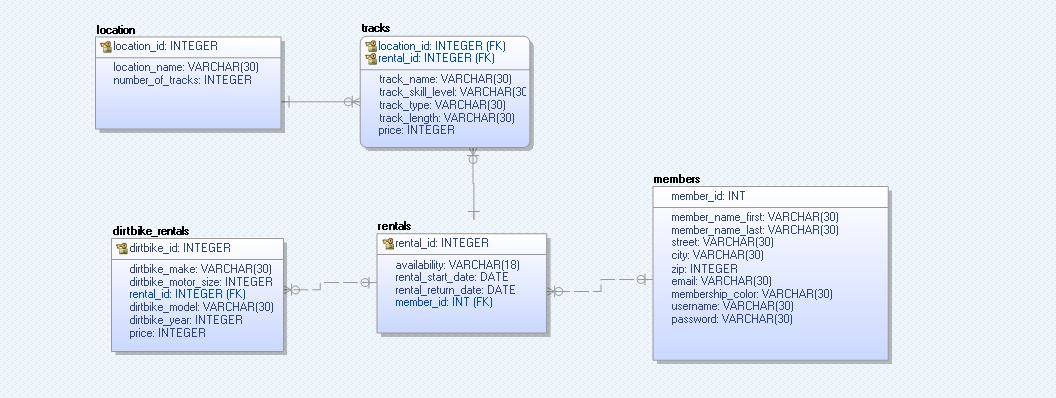 location
location_id: INTEGER
location_name: VARCHAR(30)
number_of_tracks: INTEGER
tracks
location_id: INTEGER (FK)
rental_id: INTEGER (FK)
track_name: VARCHAR(30)
track_skill_level: VARCHAR(30
track_type: VARCHAR(30)
track_length: VARCHAR(30)
price: INTEGER
dirtbike_rentals
dirtbike_id: INTEGER
dirtbike_make: VARCHAR(30)
dirtbike_motor_size: INTEGER
rental_id: INTEGER (FK)
dirtbike_model: VARCHAR(30)
dirtbike_year: INTEGER
price: INTEGER
rentals
rental_id: INTEGER
availability: VARCHAR(18)
rental_start_date: DATE
rental_return_date: DATE
member_id: INT (FK)
members
member_id: INT
member_name_first: VARCHAR(30)
member_name_last: VARCHAR(30)
street: VARCHAR(30)
city: VARCHAR(30)
zip: INTEGER
email: VARCHAR(30)
membership_color: VARCHAR(30)
username: VARCHAR(30)
password: VARCHAR(30)